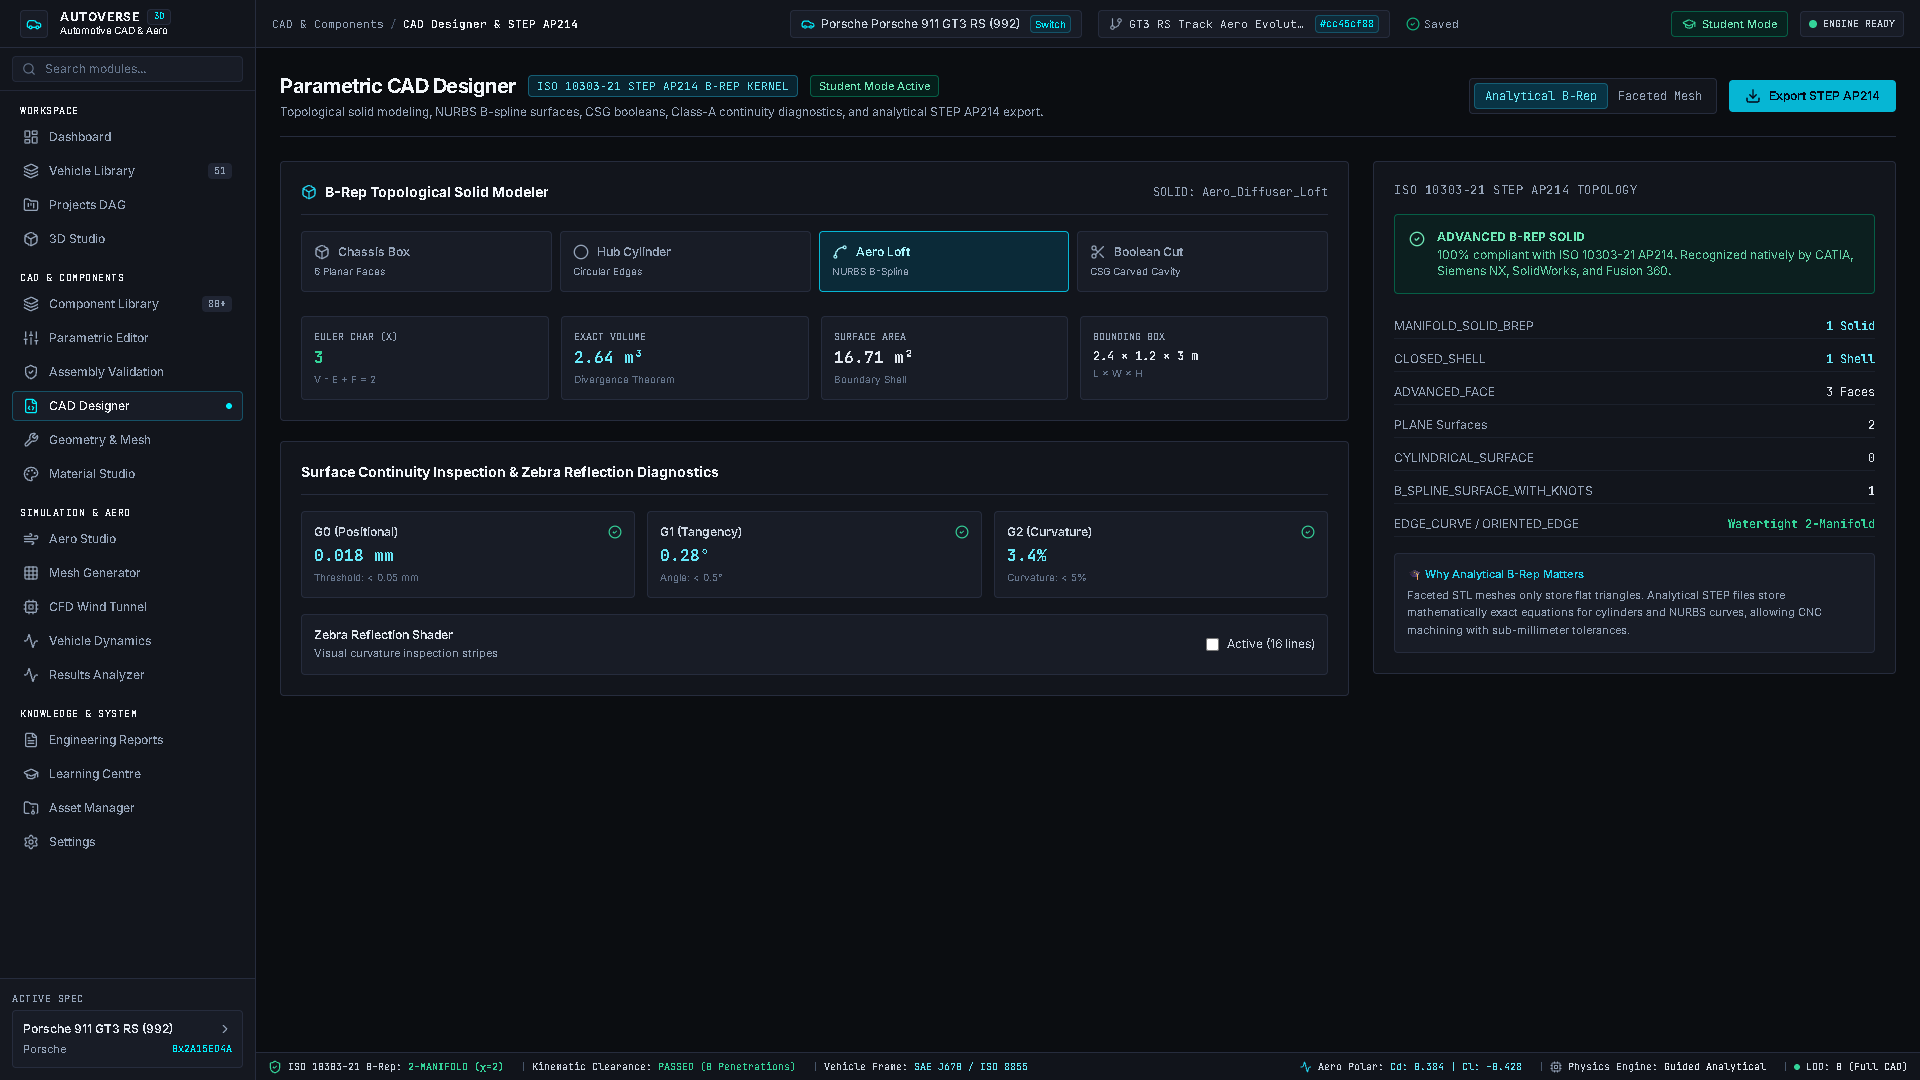 AUTOVERSE 3D
Automotive CAD & Aero
Search modules...
WORKSPACE
Dashboard
Vehicle Library 51
Projects DAG
3D Studio
CAD & COMPONENTS
Component Library 88+
Parametric Editor
Assembly Validation
CAD Designer
Geometry & Mesh
Material Studio
SIMULATION & AERO
Aero Studio
Mesh Generator
CFD Wind Tunnel
Vehicle Dynamics
Results Analyzer
KNOWLEDGE & SYSTEM
Engineering Reports
Learning Centre
Asset Manager
Settings
ACTIVE SPEC
Porsche 911 GT3 RS (992)
Porsche 0x2A15E04A
CAD & Components / CAD Designer & STEP AP214
Porsche Porsche 911 GT3 RS (992) Switch
GT3 RS Track Aero Evolut… #cc45cf88
Saved
Student Mode
ENGINE READY
Parametric CAD Designer ISO 10303-21 STEP AP214 B-REP KERNEL Student Mode Active
Topological solid modeling, NURBS B-spline surfaces, CSG booleans, Class-A continuity diagnostics, and analytical STEP AP214 export.
Analytical B-Rep Faceted Mesh Export STEP AP214
B-Rep Topological Solid Modeler SOLID: Aero_Diffuser_Loft
Chassis Box
6 Planar Faces
Hub Cylinder
Circular Edges
Aero Loft
NURBS B-Spline
Boolean Cut
CSG Carved Cavity
EULER CHAR (X)
3
V - E + F = 2
EXACT VOLUME
2.64 m³
Divergence Theorem
SURFACE AREA
16.71 m²
Boundary Shell
BOUNDING BOX
2.4 × 1.2 × 3 m
L × W × H
Surface Continuity Inspection & Zebra Reflection Diagnostics
G0 (Positional)
0.018 mm
Threshold: < 0.05 mm
G1 (Tangency)
0.28°
Angle: < 0.5°
G2 (Curvature)
3.4%
Curvature: < 5%
Zebra Reflection Shader
Visual curvature inspection stripes
Active (16 lines)
ISO 10303-21 STEP AP214 TOPOLOGY
ADVANCED B-REP SOLID
100% compliant with ISO 10303-21 AP214. Recognized natively by CATIA,
Siemens NX, SolidWorks, and Fusion 360.
MANIFOLD_SOLID_BREP 1 Solid
CLOSED_SHELL 1 Shell
ADVANCED_FACE 3 Faces
PLANE Surfaces 2
CYLINDRICAL_SURFACE 0
B_SPLINE_SURFACE_WITH_KNOTS 1
EDGE_CURVE / ORIENTED_EDGE Watertight 2-Manifold
Why Analytical B-Rep Matters
Faceted STL meshes only store flat triangles. Analytical STEP files store
mathematically exact equations for cylinders and NURBS curves, allowing CNC
machining with sub-millimeter tolerances.
ISO 10303-21 B-Rep: 2-MANIFOLD (χ=2) | Kinematic Clearance: PASSED (0 Penetrations) | Vehicle Frame: SAE J670 / ISO 8855
Aero Polar: Cd: 0.384 | Cl: -0.428 | Physics Engine: Guided Analytical | LOD: 0 (Full CAD)